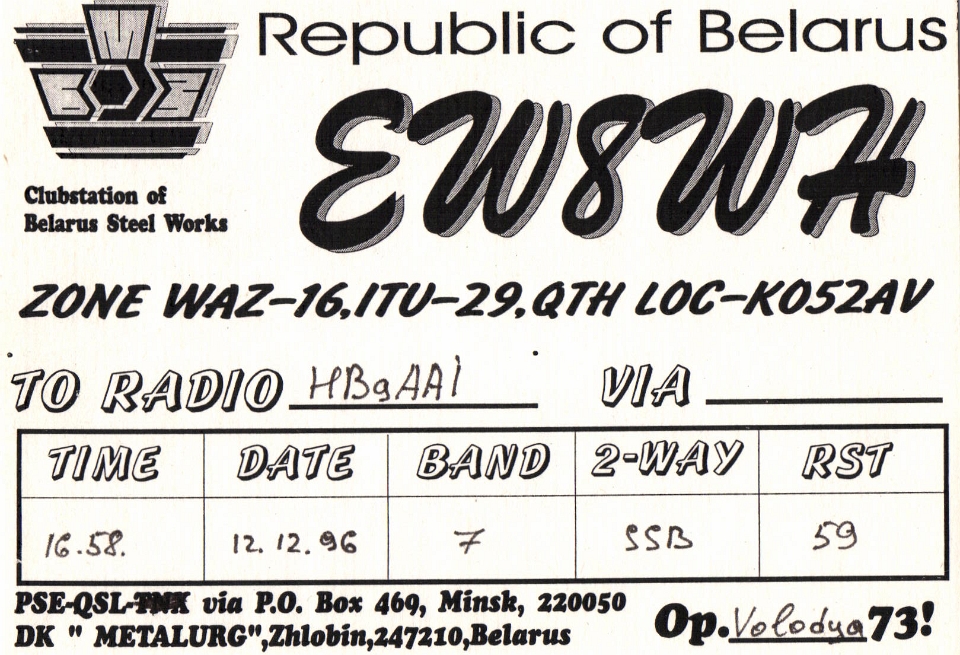 Republic of Belarus
EW8WH
Clubstation of
Belarus Steel Works
ZONE WAZ-16,ITU-29,QTH LOC-KO52AV
TO RADIO HB9AAI VIA
TIME DATE BAND 2-WAY RST
16.58. 12.12.96 7 SSB 59
PSE-QSL-TNX via P.O. Box 469, Minsk, 220050
DK " METALURG",Zhlobin,247210,Belarus
Op. Volodya 73!